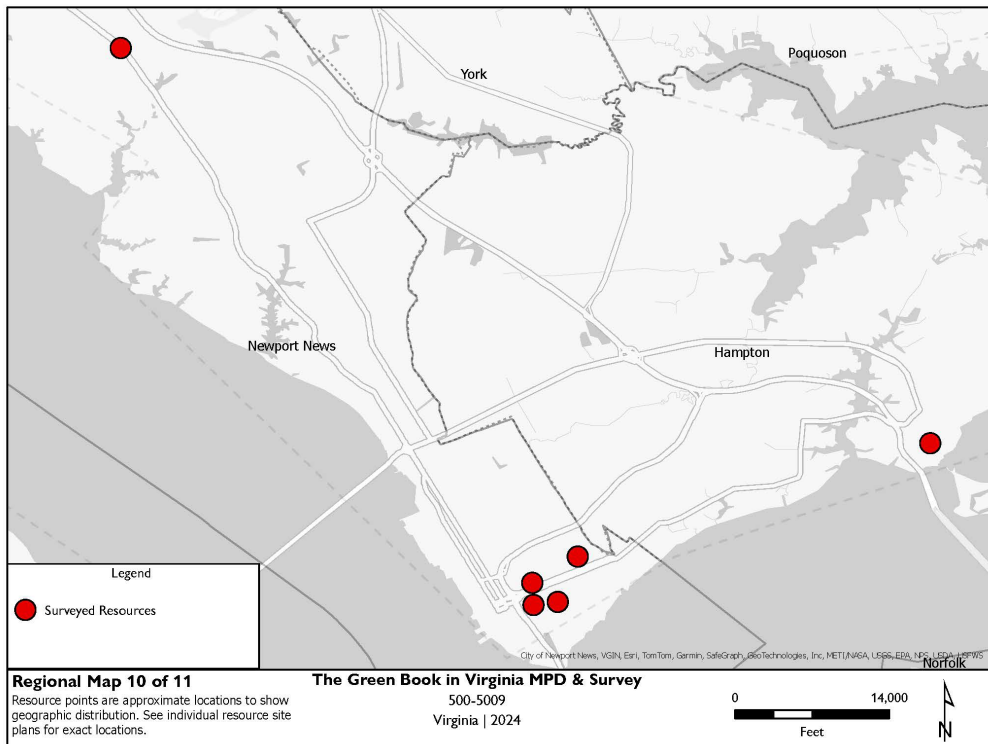 York
Poquoson
Newport News
Hampton
Legend
Surveyed Resources
City of Newport News, VGIN, Esri, TomTom, Garmin, SafeGraph, GeoTechnologies, Inc, METI/NASA, USGS, EPA, NPS, USDA, USFWS
Norfolk
Regional Map 10 of 11
Resource points are approximate locations to show
geographic distribution. See individual resource site
plans for exact locations.
The Green Book in Virginia MPD & Survey
500-5009
Virginia | 2024
0 14,000
Feet
N